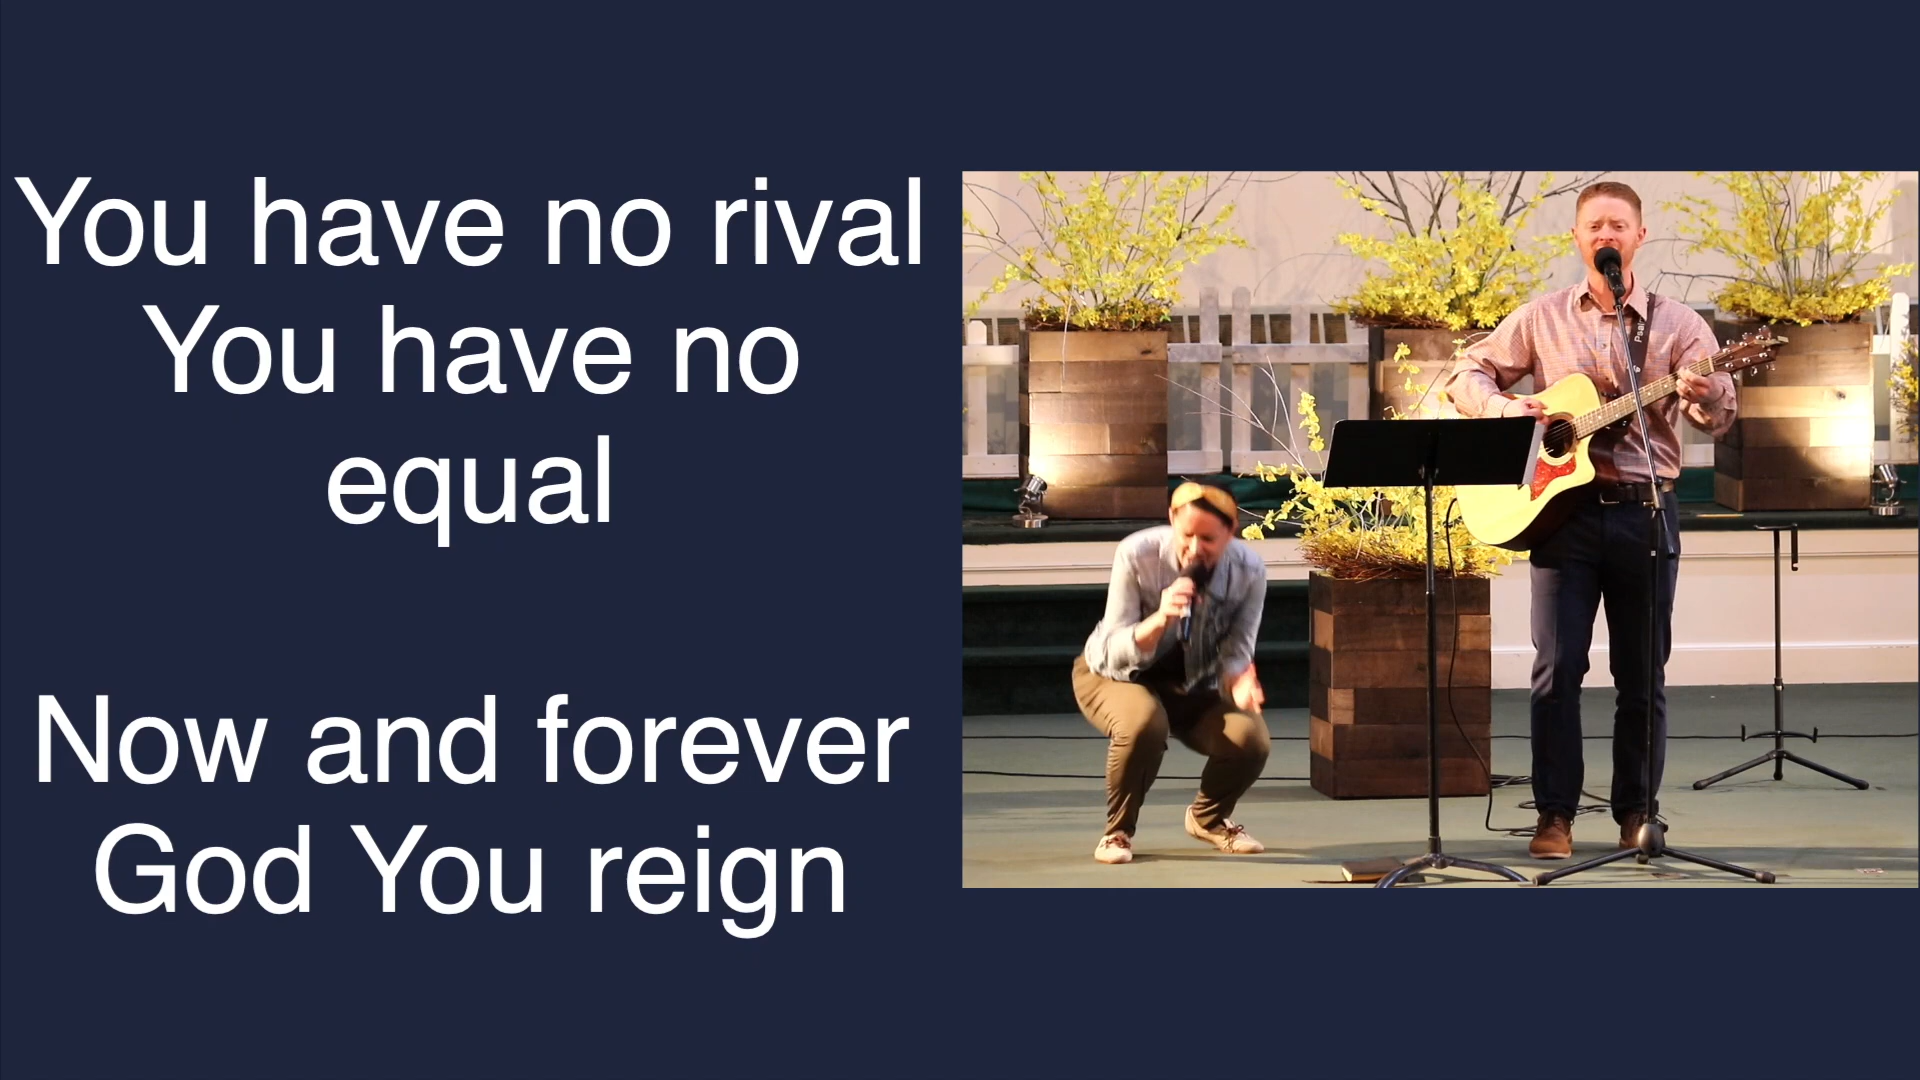 You have no rival
You have no
equal
Now and forever
God You reign